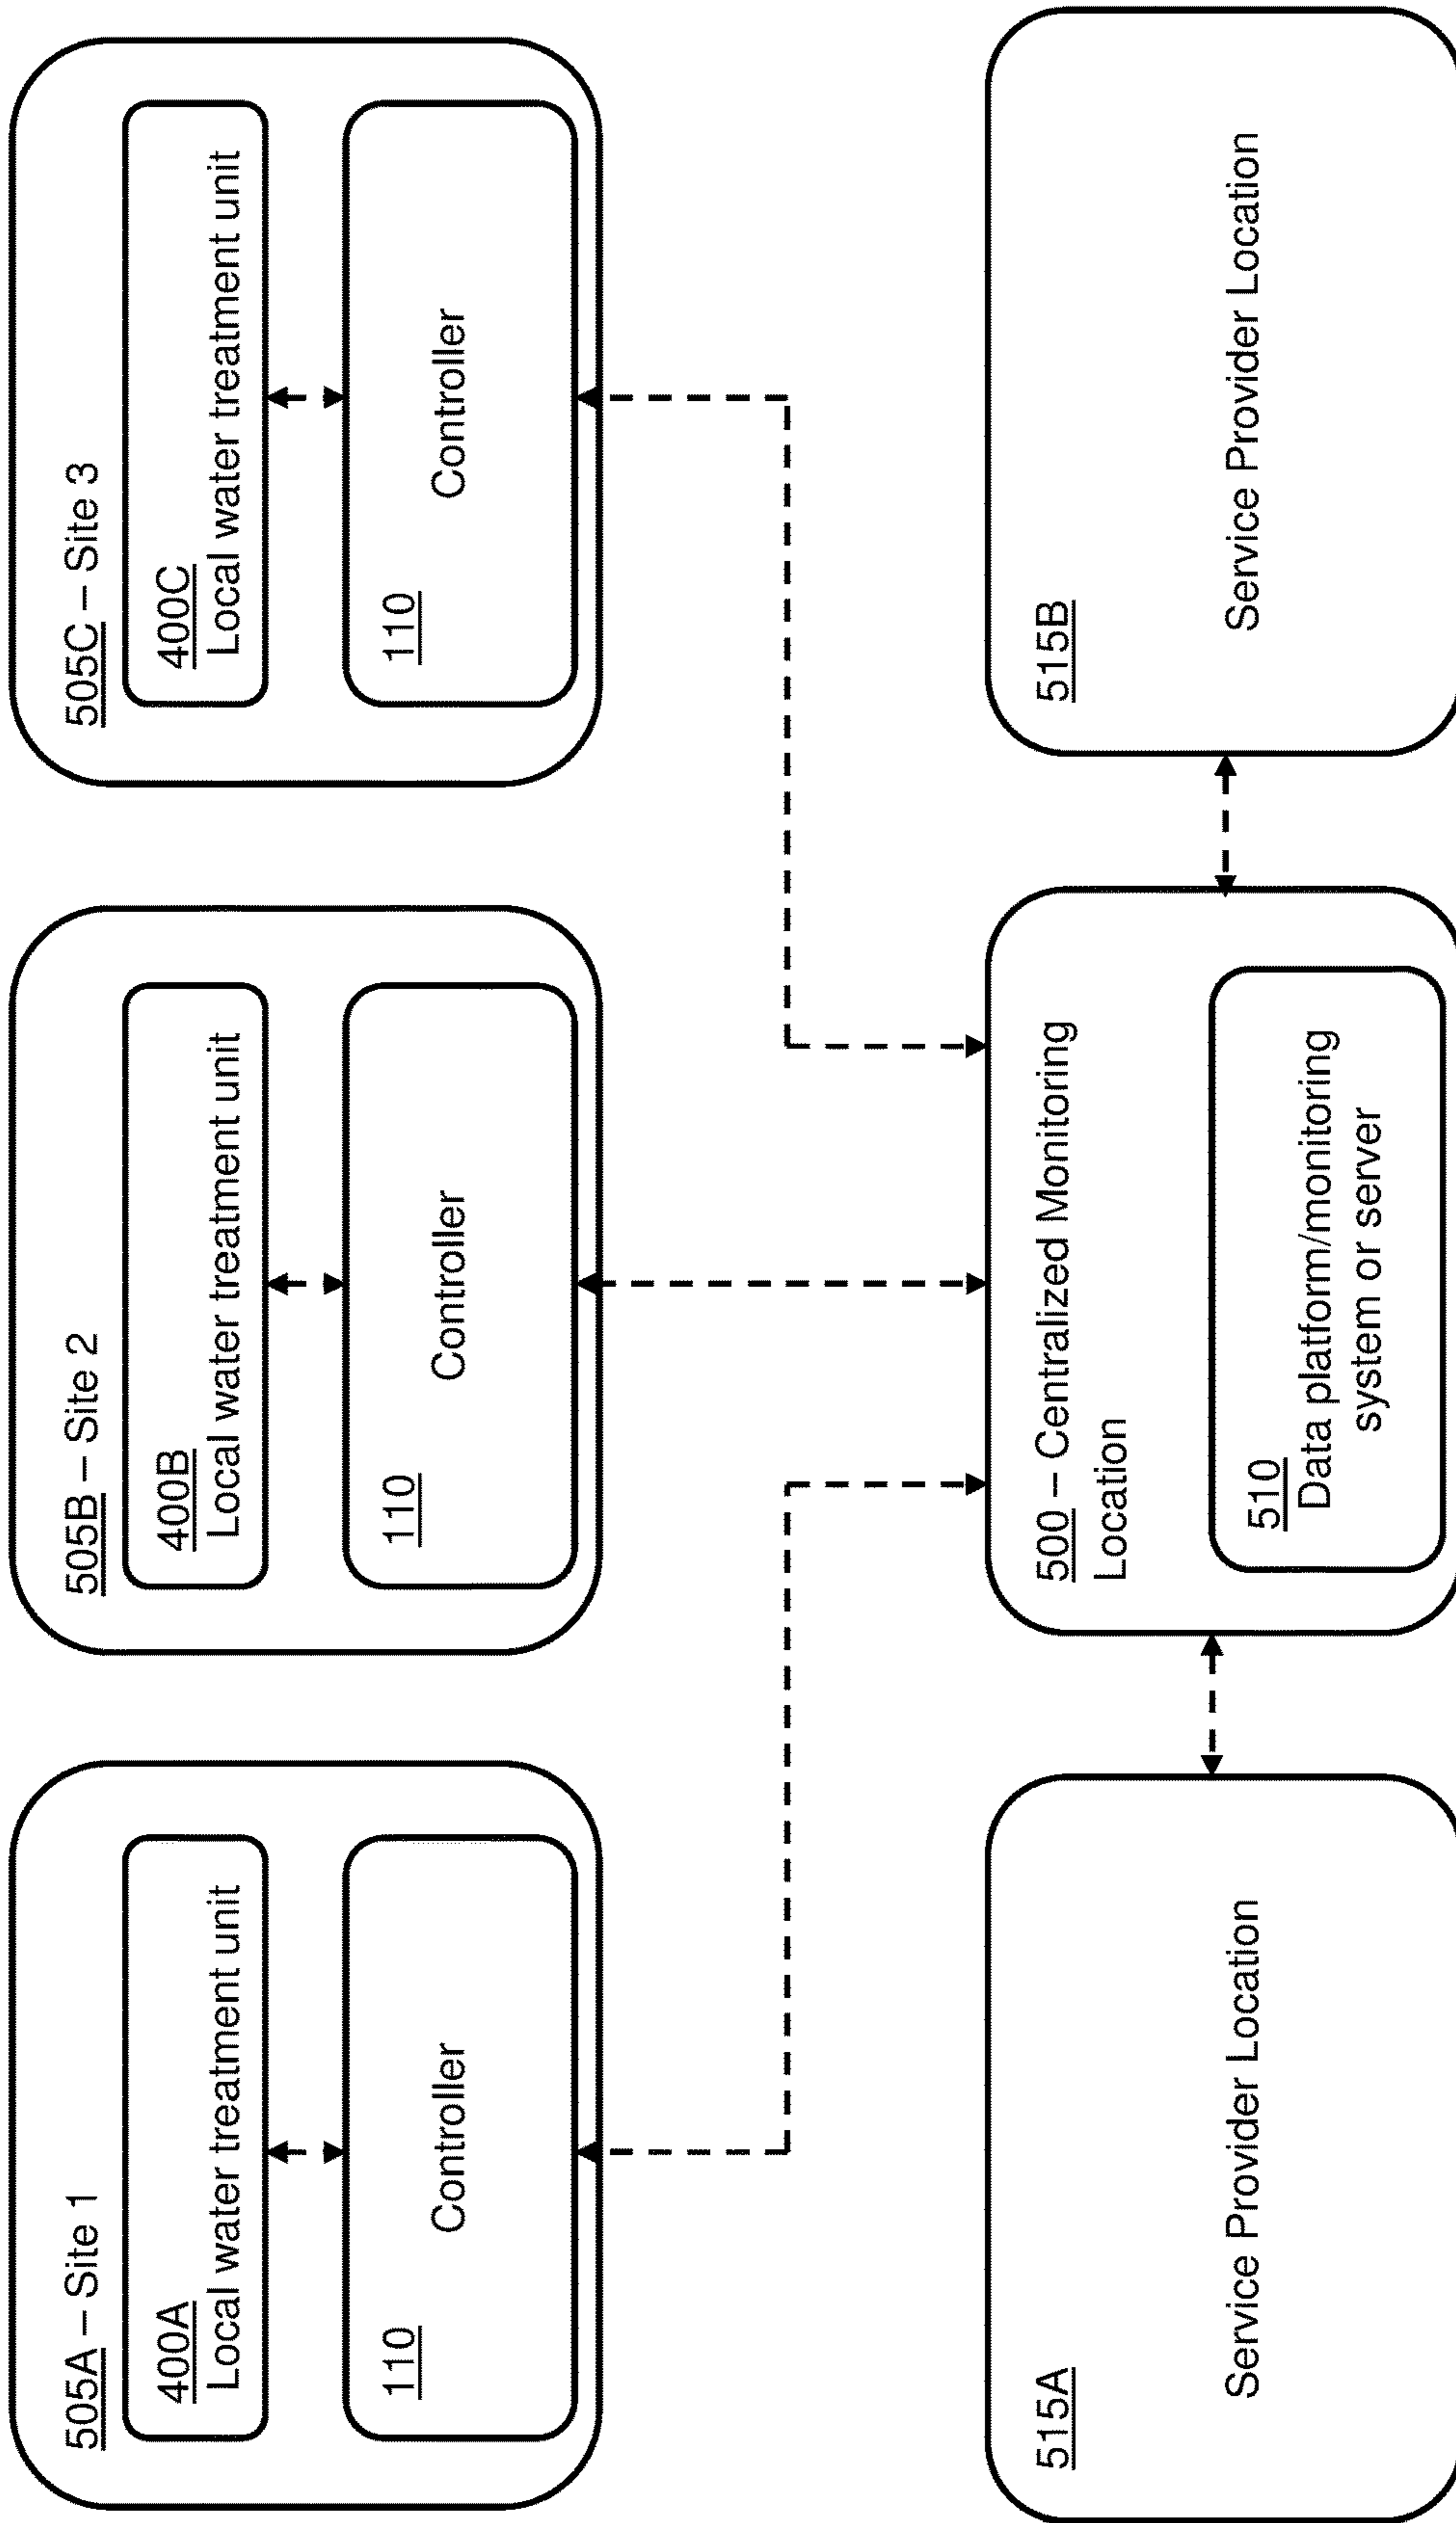 505A – Site 1
400A
Local water treatment unit
110
Controller
505B – Site 2
400B
Local water treatment unit
110
Controller
505C – Site 3
400C
Local water treatment unit
110
Controller
515A
Service Provider Location
500 – Centralized Monitoring
Location
510
Data platform/monitoring
system or server
515B
Service Provider Location